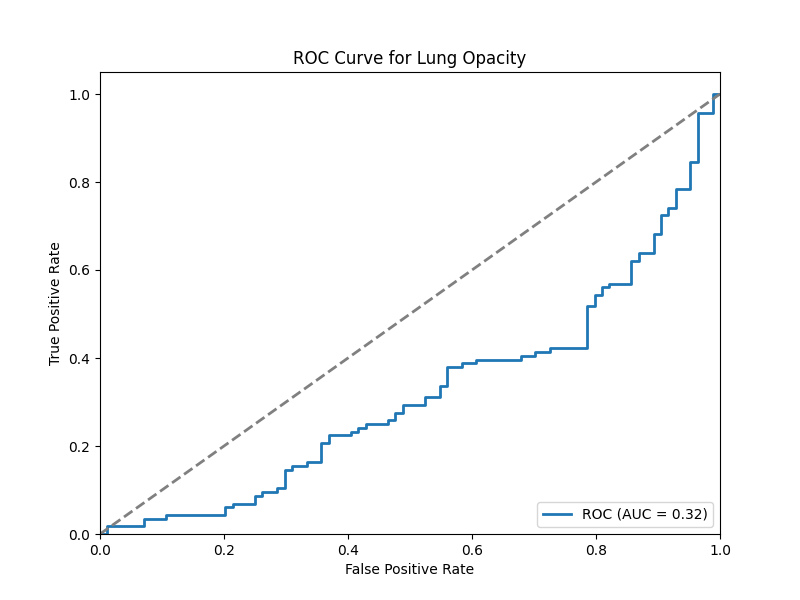 ROC Curve for Lung Opacity
True Positive Rate
1.0
0.8
0.6
0.4
0.2
0.0
ROC (AUC = 0.32)
0.0 0.2 0.4 0.6 0.8 1.0
False Positive Rate